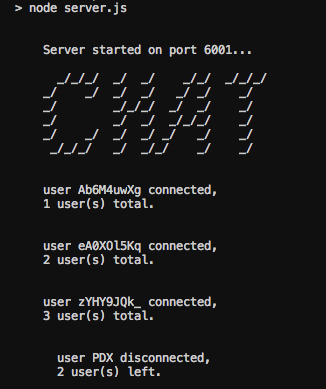 > node server.js
Server started on port 6001...
CHAT
user Ab6M4uwXg connected,
1 user(s) total.
user eA0XOl5Kq connected,
2 user(s) total.
user zYHY9JQk_ connected,
3 user(s) total.
user PDX disconnected,
2 user(s) left.